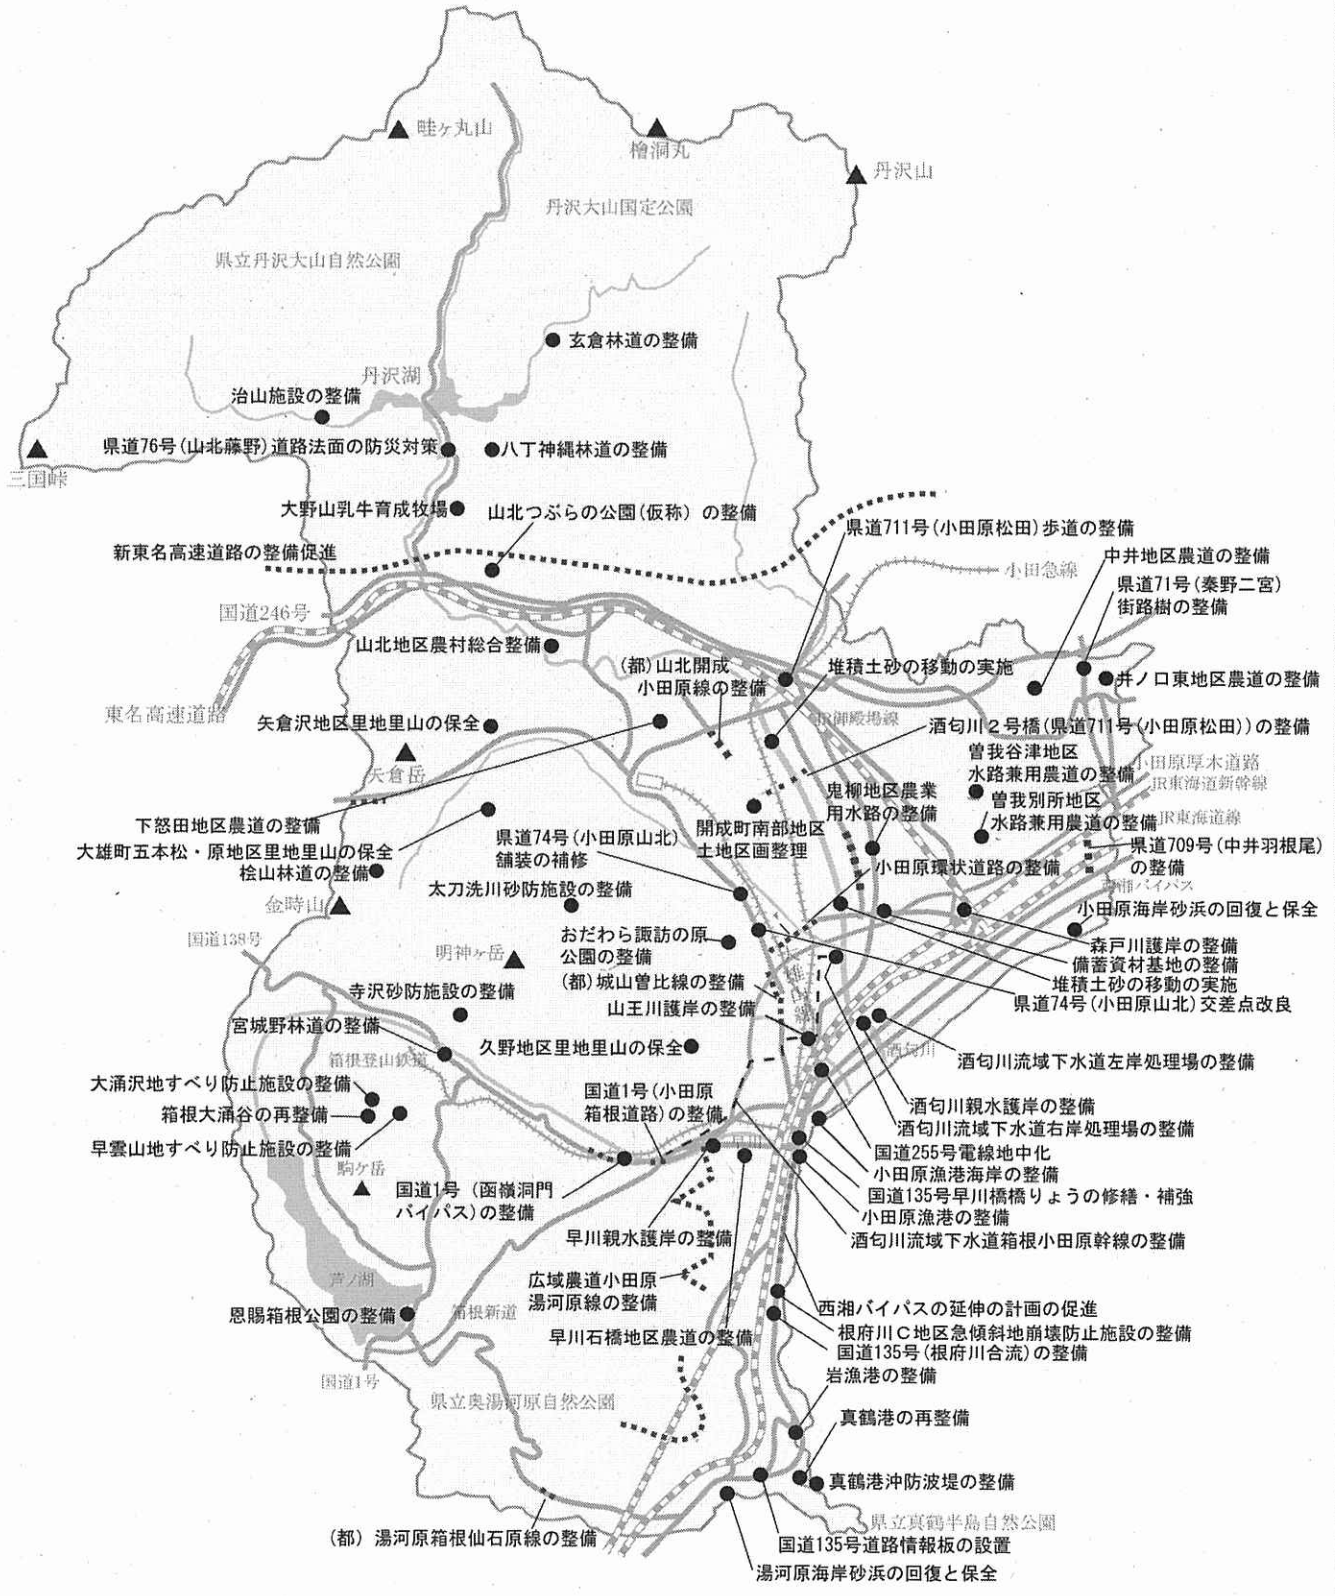 畦ヶ丸山
檜洞丸
丹沢山
丹沢大山国定公園
県立丹沢大山自然公園
玄倉林道の整備
丹沢湖
治山施設の整備
県道76号(山北藤野)道路法面の防災対策
八丁神縄林道の整備
三国峠
大野山乳牛育成牧場
山北つぶらの公園(仮称)の整備
県道711号(小田原松田)歩道の整備
新東名高速道路の整備促進
中井地区農道の整備
小田急線
県道71号(秦野二宮)
街路樹の整備
国道246号
山北地区農村総合整備
(都)山北開成
小田原線の整備
堆積土砂の移動の実施
井ノ口東地区農道の整備
東名高速道路
矢倉沢地区里地里山の保全
JR御殿場線
酒匂川2号橋(県道711号(小田原松田))の整備
曽我谷津地区
水路兼用農道の整備
小田原厚木道路
JR東海道新幹線
矢倉岳
鬼柳地区農業
用水路の整備
曽我別所地区
水路兼用農道の整備
JR東海道線
下怒田地区農道の整備
開成町南部地区
土地区画整理
県道74号(小田原山北)
舗装の補修
県道709号(中井羽根尾)
の整備
大雄町五本松・原地区里地里山の保全
桧山林道の整備
小田原環状道路の整備
西湘バイパス
太刀洗川砂防施設の整備
金時山
小田原海岸砂浜の回復と保全
国道138号
おだわら諏訪の原
公園の整備
森戸川護岸の整備
明神ヶ岳
備蓄資材基地の整備
(都)城山曽比線の整備
大雄山線
堆積土砂の移動の実施
寺沢砂防施設の整備
山王川護岸の整備
県道74号(小田原山北)交差点改良
宮城野林道の整備
久野地区里地里山の保全
酒匂川
箱根登山鉄道
酒匂川流域下水道左岸処理場の整備
大涌沢地すべり防止施設の整備
国道1号(小田原
箱根道路)の整備
箱根大涌谷の再整備
酒匂川親水護岸の整備
酒匂川流域下水道右岸処理場の整備
早雲山地すべり防止施設の整備
国道255号電線地中化
駒ケ岳
小田原漁港海岸の整備
国道1号(函嶺洞門
バイパス)の整備
国道135号早川橋橋りょうの修繕・補強
小田原漁港の整備
早川親水護岸の整備
酒匂川流域下水道箱根小田原幹線の整備
芦ノ湖
広域農道小田原
湯河原線の整備
恩賜箱根公園の整備
箱根新道
西湘バイパスの延伸の計画の促進
早川石橋地区農道の整備
根府川C地区急傾斜地崩壊防止施設の整備
国道135号(根府川合流)の整備
国道1号
岩漁港の整備
県立奥湯河原自然公園
真鶴港の再整備
真鶴港沖防波堤の整備
県立真鶴半島自然公園
(都)湯河原箱根仙石原線の整備
国道135号道路情報板の設置
湯河原海岸砂浜の回復と保全